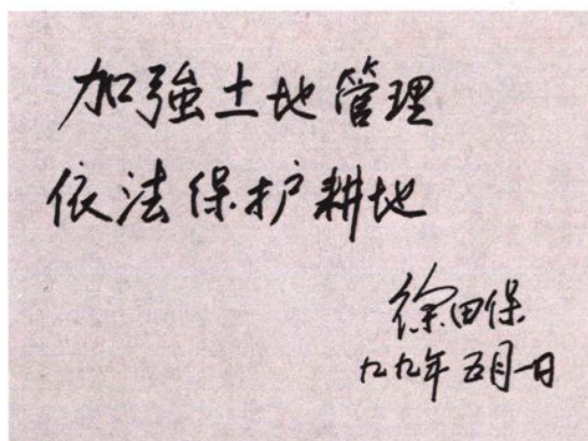 加強土地管理
依法保护耕地
徐田保
九九年五月一日